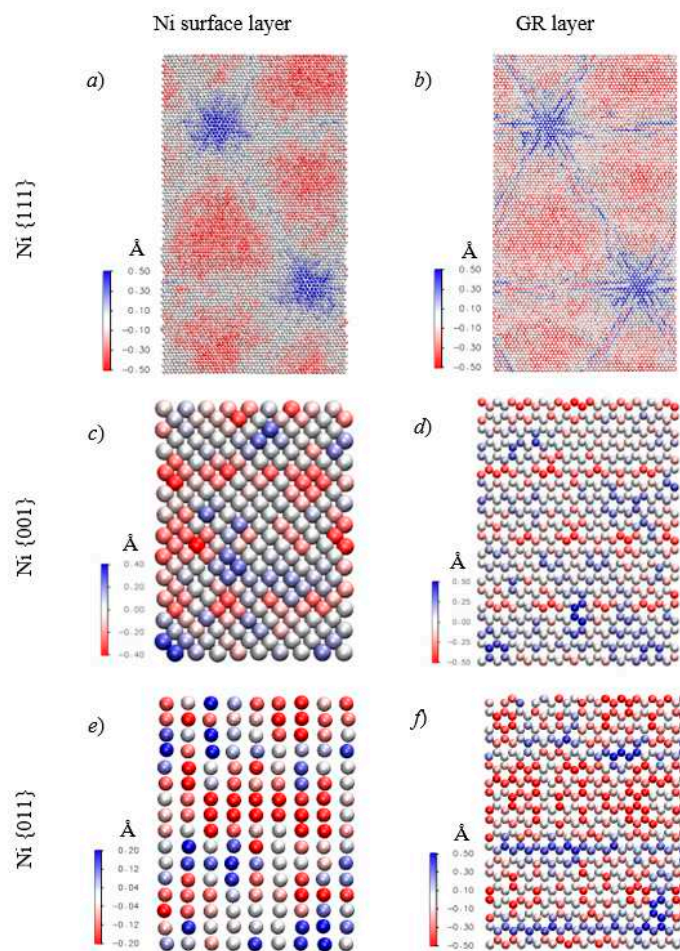 Ni surface layer
GR layer
a)
b)
Ni {111}
Å
0.50
0.30
0.10
-0.10
-0.30
-0.50
Å
0.50
0.30
0.10
-0.10
-0.30
-0.50
c)
d)
Ni {001}
Å
0.40
0.20
0.00
-0.20
-0.40
Å
0.50
0.25
0.00
-0.25
-0.50
e)
f)
Ni {011}
Å
0.20
0.12
0.04
-0.04
-0.12
-0.20
Å
0.50
0.30
0.10
-0.10
-0.30
-0.50